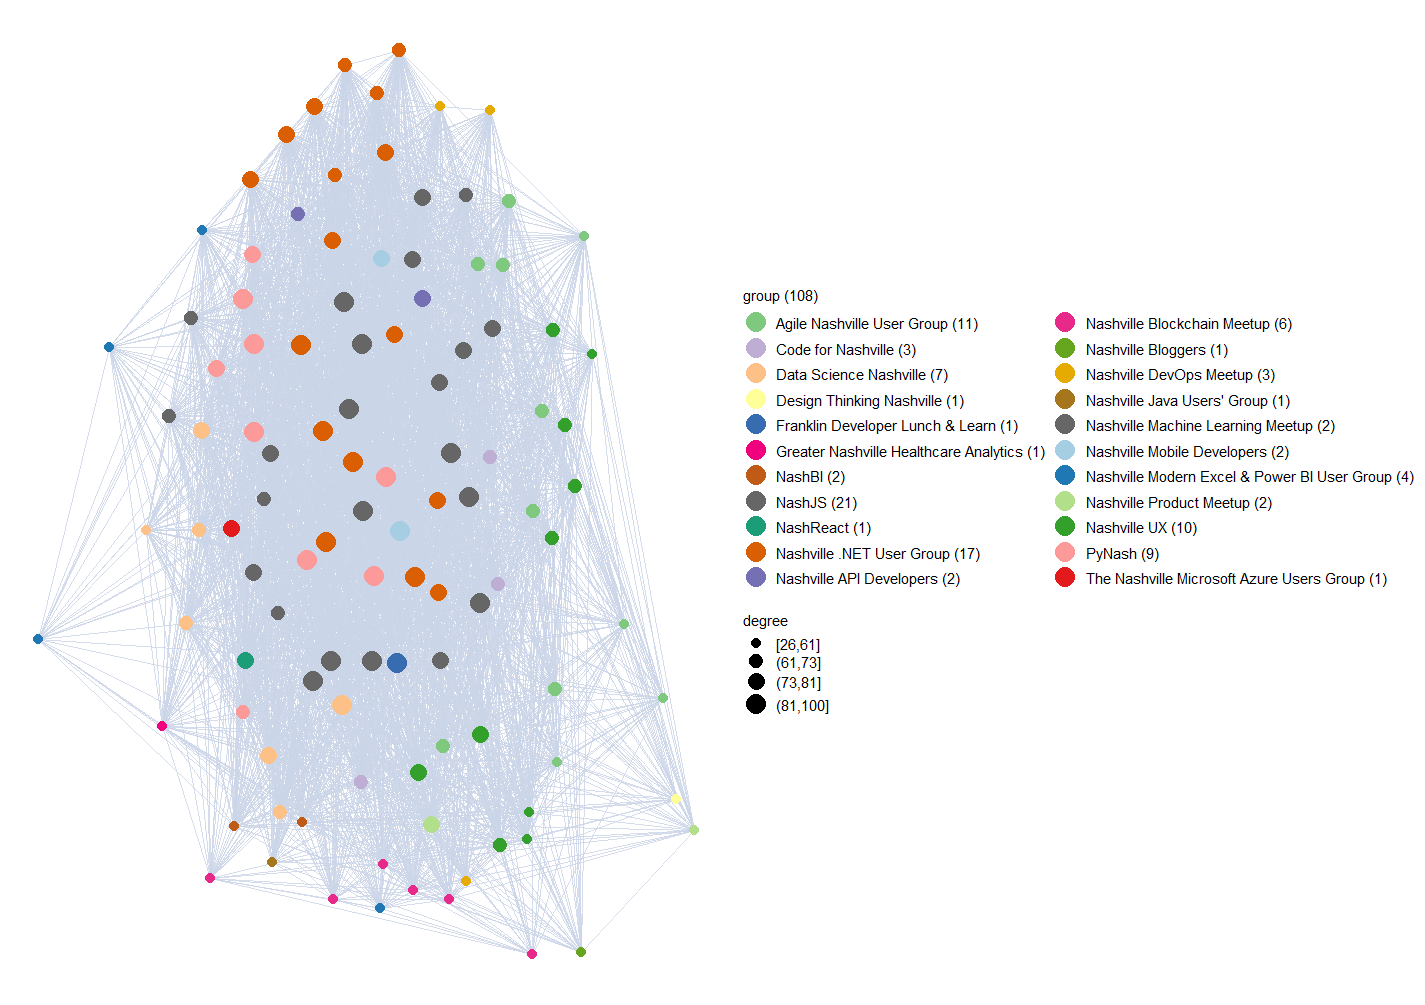 group (108)
Agile Nashville User Group (11)
Code for Nashville (3)
Data Science Nashville (7)
Design Thinking Nashville (1)
Franklin Developer Lunch & Learn (1)
Greater Nashville Healthcare Analytics (1)
NashBI (2)
NashJS (21)
NashReact (1)
Nashville .NET User Group (17)
Nashville API Developers (2)
Nashville Blockchain Meetup (6)
Nashville Bloggers (1)
Nashville DevOps Meetup (3)
Nashville Java Users' Group (1)
Nashville Machine Learning Meetup (2)
Nashville Mobile Developers (2)
Nashville Modern Excel & Power BI User Group (4)
Nashville Product Meetup (2)
Nashville UX (10)
PyNash (9)
The Nashville Microsoft Azure Users Group (1)
degree
[26,61]
(61,73]
(73,81]
(81,100]